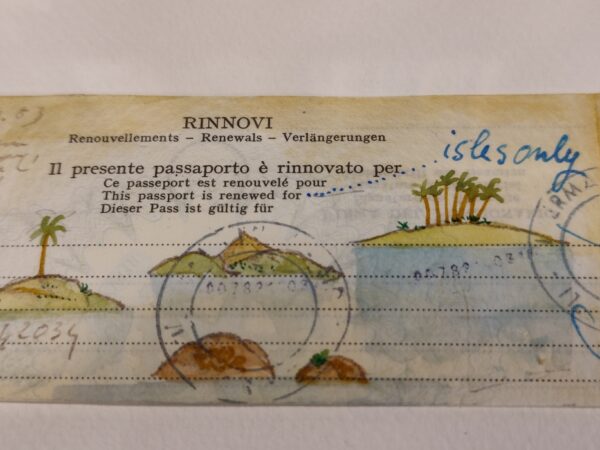 RINNOVI
Renouvellements – Renewals – Verlängerungen
Il presente passaporto è rinnovato per
isles only
Ce passeport est renouvelé pour
This passport is renewed for
Dieser Pass ist gültig für
2034